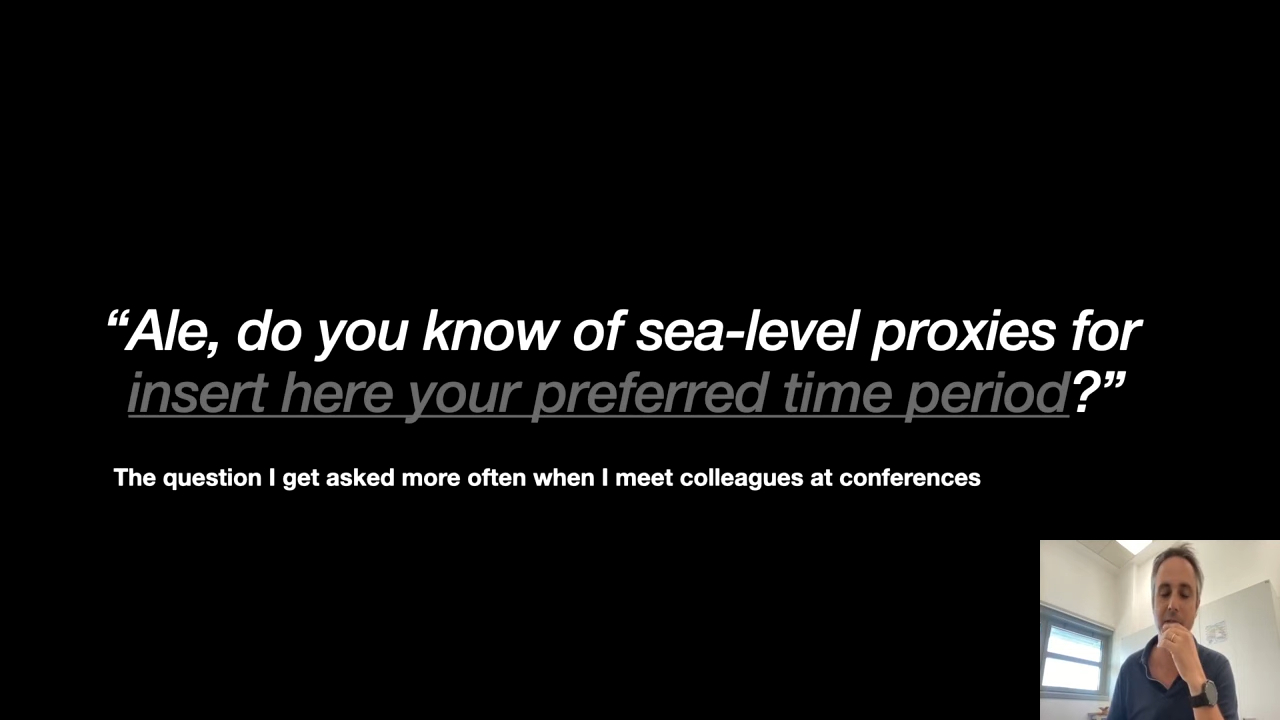 “Ale, do you know of sea-level proxies for
insert here your preferred time period?”
The question I get asked more often when I meet colleagues at conferences